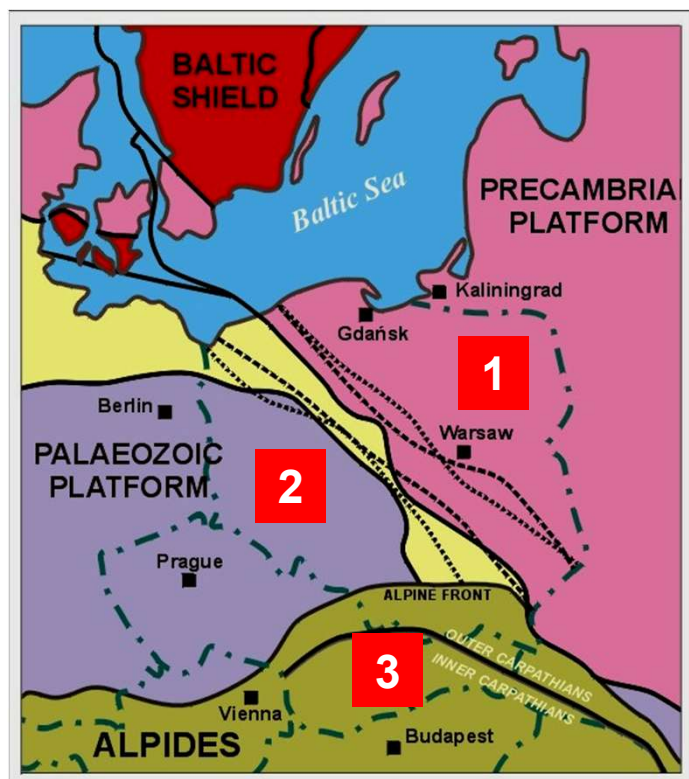 BALTIC
SHIELD
Baltic Sea
PRECAMBRIA
PLATFORM
Kaliningrad
Gdańsk
1
Berlin
Warsaw
PALAEOZOIC
PLATFORM
2
Prague
ALPINE FRONT
OUTER CARPATHIANS
INNER CARPATHIANS
3
Vienna
ALPIDES
Budapest